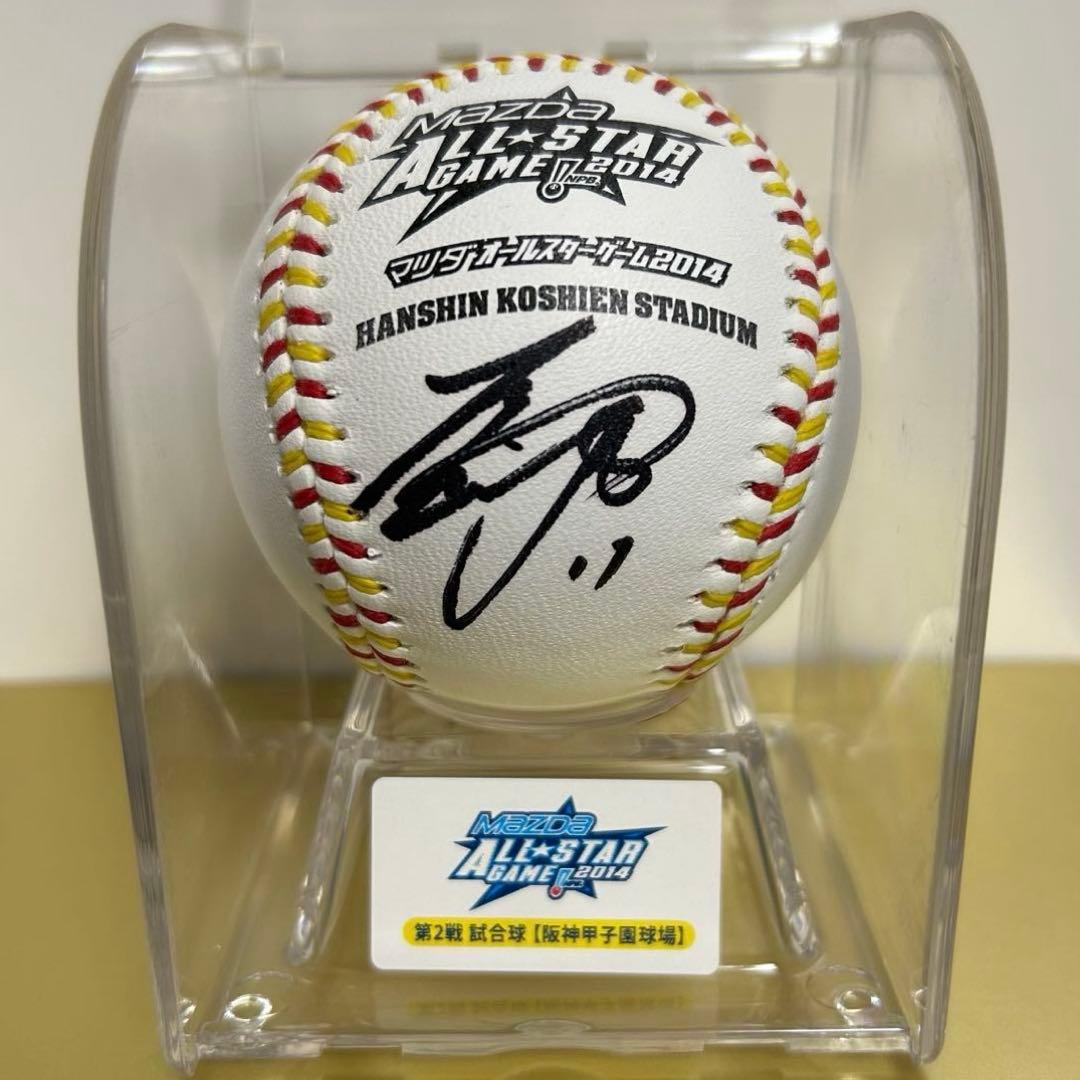 MAZDA
ALL★STAR
GAME! 2014
NPB
マツダオールスターゲーム2014
HANSHIN KOSHIEN STADIUM
MAZDA
ALL★STAR
GAME! 2014
NPB
第2戦 試合球【阪神甲子園球場】